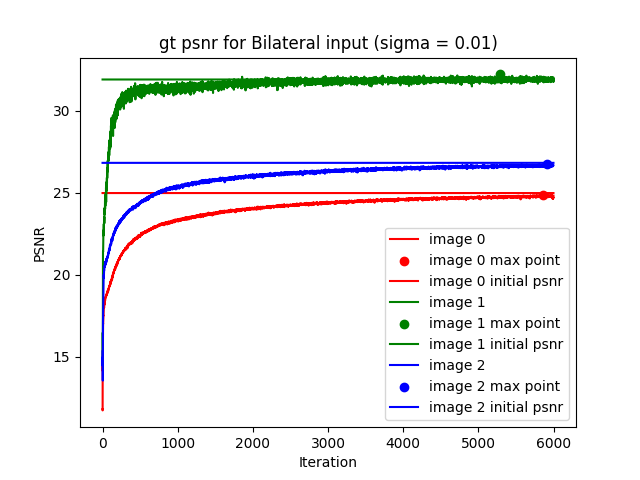 gt psnr for Bilateral input (sigma = 0.01)
PSNR
30
25
20
15
image 0
image 0 max point
image 0 initial psnr
image 1
image 1 max point
image 1 initial psnr
image 2
image 2 max point
image 2 initial psnr
0 1000 2000 3000 4000 5000 6000
Iteration